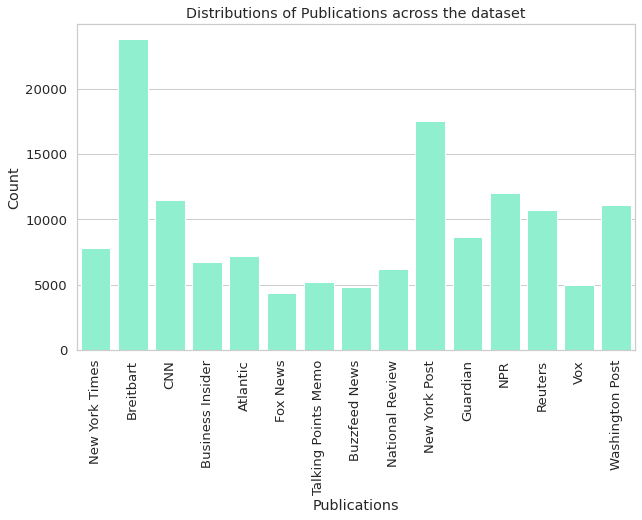 Distributions of Publications across the dataset
Count
20000
15000
10000
5000
0
New York Times
Breitbart
CNN
Business Insider
Atlantic
Fox News
Talking Points Memo
Buzzfeed News
National Review
New York Post
Guardian
NPR
Reuters
Vox
Washington Post
Publications